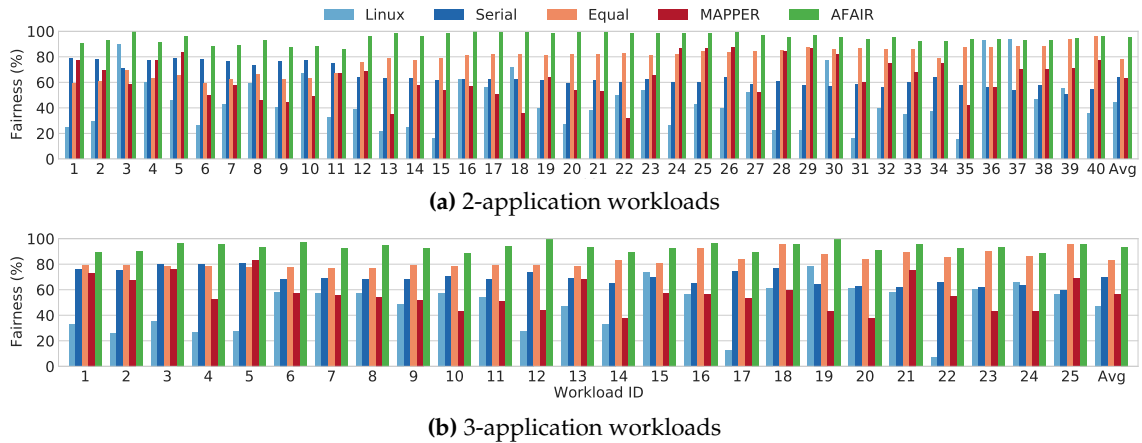 Linux Serial Equal MAPPER AFAIR
100
80
60
40
20
0
Fairness (%)
1 2 3 4 5 6 7 8 9 10 11 12 13 14 15 16 17 18 19 20 21 22 23 24 25 26 27 28 29 30 31 32 33 34 35 36 37 38 39 40 Avg
(a) 2-application workloads
100
80
60
40
20
0
Fairness (%)
1 2 3 4 5 6 7 8 9 10 11 12 13 14 15 16 17 18 19 20 21 22 23 24 25 Avg
Workload ID
(b) 3-application workloads